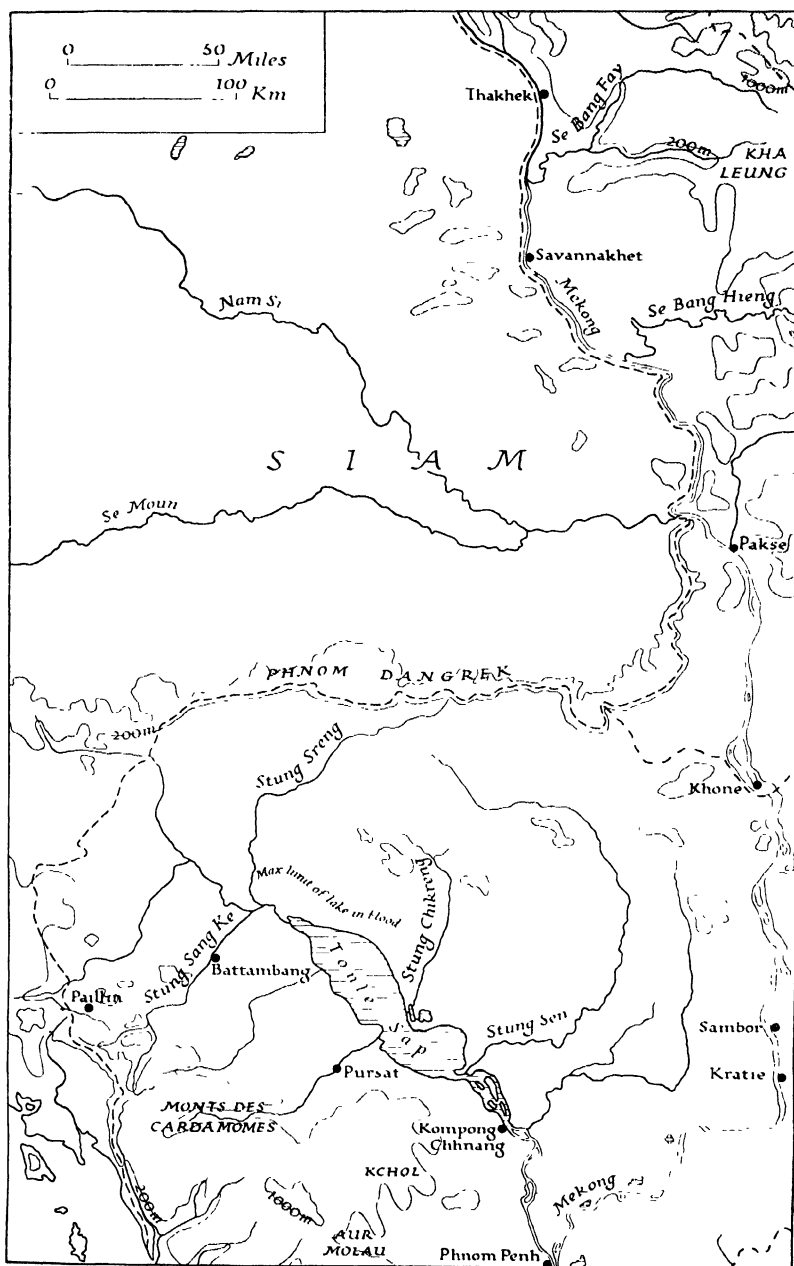 0 50 Miles
0 100 Km
Thakhek
Se Bang Fay
1000m
200m
KHA
LEUNG
Savannakhet
Mekong
Se Bang Hieng
Nam Si
SIAM
Se Moun
Pakse
PHNOM DANGREK
200m
Stung Sreng
Khone
Max limit of lake in flood
Stung Chikreng
Stung Sang Ke
Battambang
Tonle Sap
Pailin
Stung Sen
Sambor
Pursat
Kratie
MONTS DES
CARDAMOMES
Kompong
Chhnang
KCHOL
Mekong
200m
1000m
AUR
MOLAU
Phnom Penh